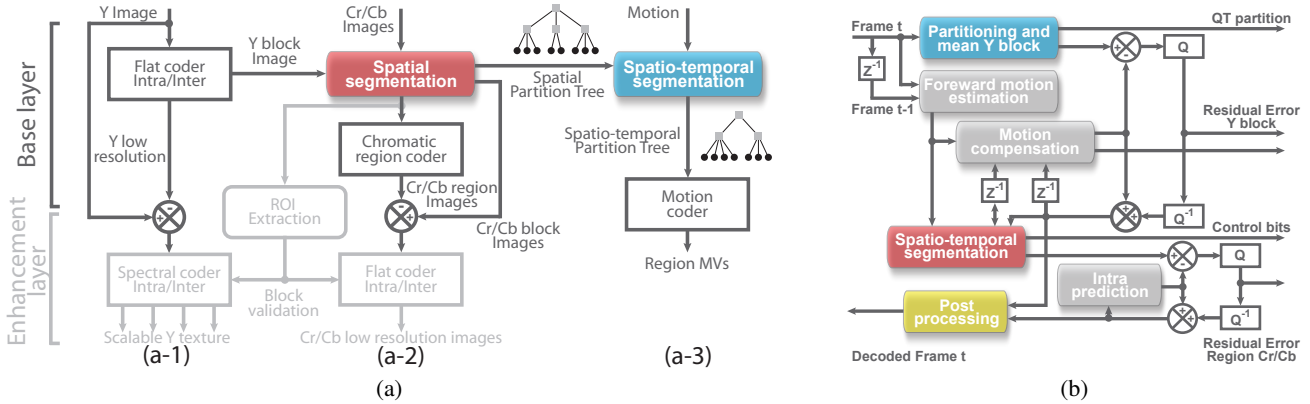 Y Image
Cr/Cb
Images
Motion
Base layer
Flat coder
Intra/Inter
Y block
Image
Spatial
segmentation
Spatial
Partition Tree
Spatio-temporal
segmentation
Y low
resolution
Chromatic
region coder
Spatio-temporal
Partition Tree
ROI
Extraction
Cr/Cb region
Images
Motion
coder
+
-
+
-
Cr/Cb block
Images
Region MVs
Enhancement
layer
Spectral coder
Intra/Inter
Block
validation
Flat coder
Intra/Inter
Scalable Y texture
Cr/Cb low resolution images
(a-1)
(a-2)
(a-3)
(a)
Frame t
Partitioning and
mean Y block
QT partition
+
-
Q
Z-1
Foreward motion
estimation
Frame t-1
Residual Error
Y block
Motion
compensation
Z-1
Z-1
+
+
Q-1
Spatio-temporal
segmentation
Control bits
+
-
Q
Intra
prediction
Post
processing
+
+
Q-1
Decoded Frame t
Residual Error
Region Cr/Cb
(b)